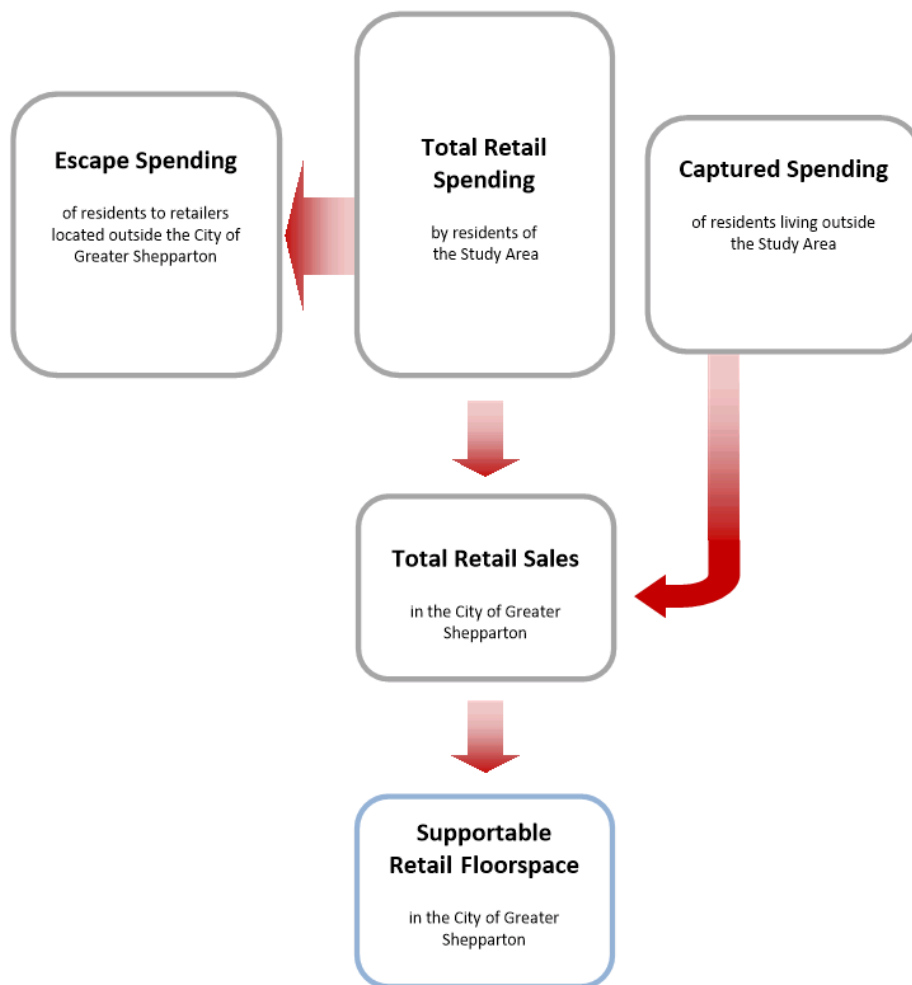 Escape Spending
of residents to retailers
located outside the City of
Greater Shepparton
Total Retail
Spending
by residents of
the Study Area
Captured Spending
of residents living outside
the Study Area
Total Retail Sales
in the City of Greater
Shepparton
Supportable
Retail Floorspace
in the City of Greater
Shepparton